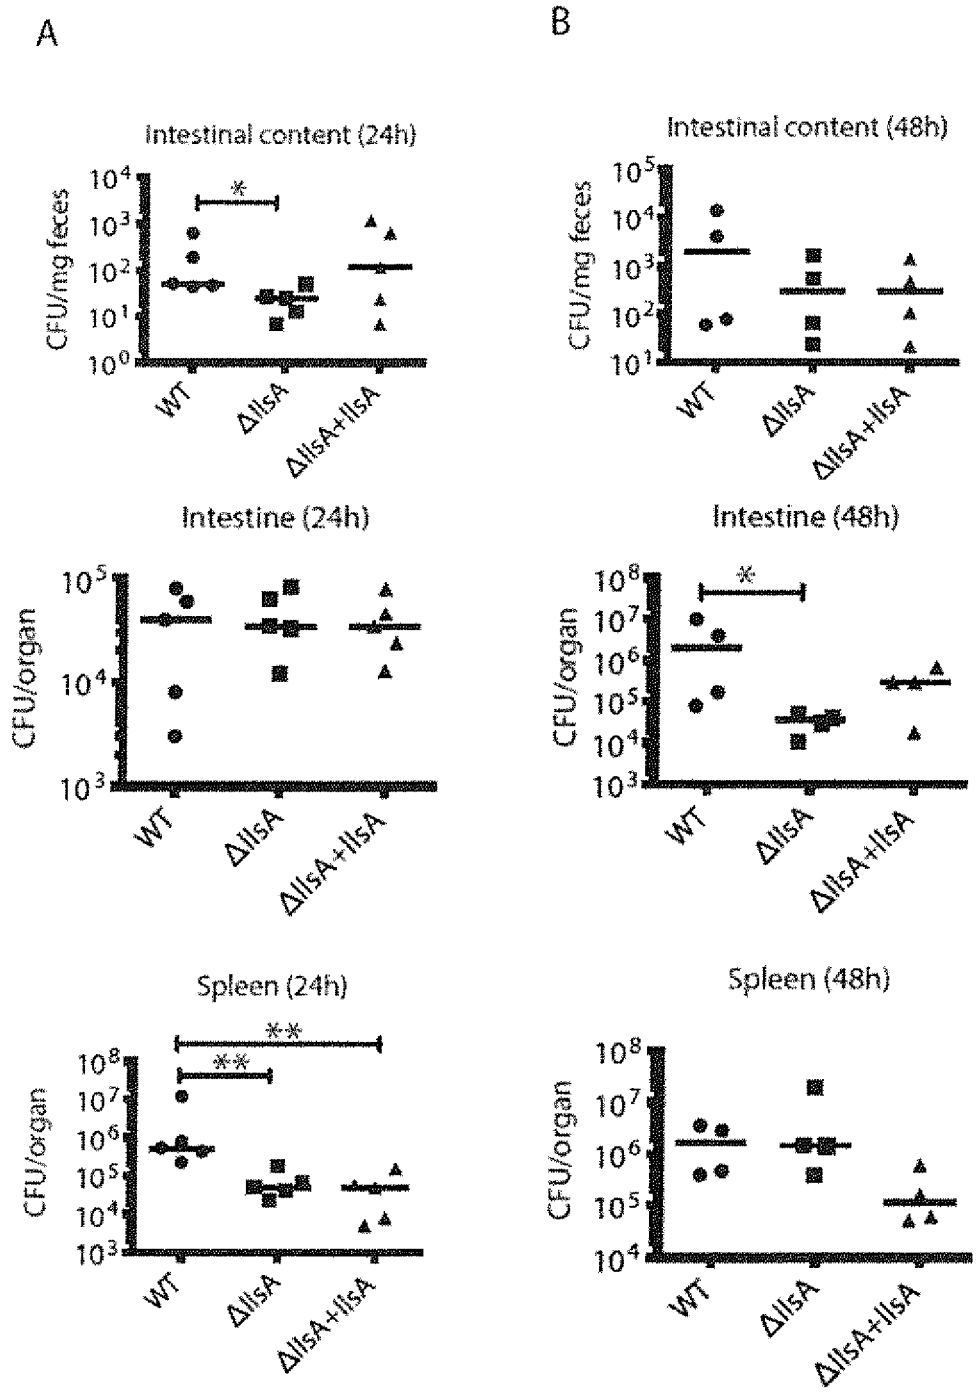 A
B
Intestinal content (24h)
CFU/mg feces
10⁴
10³
10²
10¹
10⁰
*
WT
ΔllsA
ΔllsA+llsA
Intestinal content (48h)
CFU/mg feces
10⁵
10⁴
10³
10²
10¹
WT
ΔllsA
ΔllsA+llsA
Intestine (24h)
CFU/organ
10⁵
10⁴
10³
WT
ΔllsA
ΔllsA+llsA
Intestine (48h)
CFU/organ
10⁸
10⁷
10⁶
10⁵
10⁴
10³
*
WT
ΔllsA
ΔllsA+llsA
Spleen (24h)
CFU/organ
10⁸
10⁷
10⁶
10⁵
10⁴
10³
**
**
WT
ΔllsA
ΔllsA+llsA
Spleen (48h)
CFU/organ
10⁸
10⁷
10⁶
10⁵
10⁴
WT
ΔllsA
ΔllsA+llsA